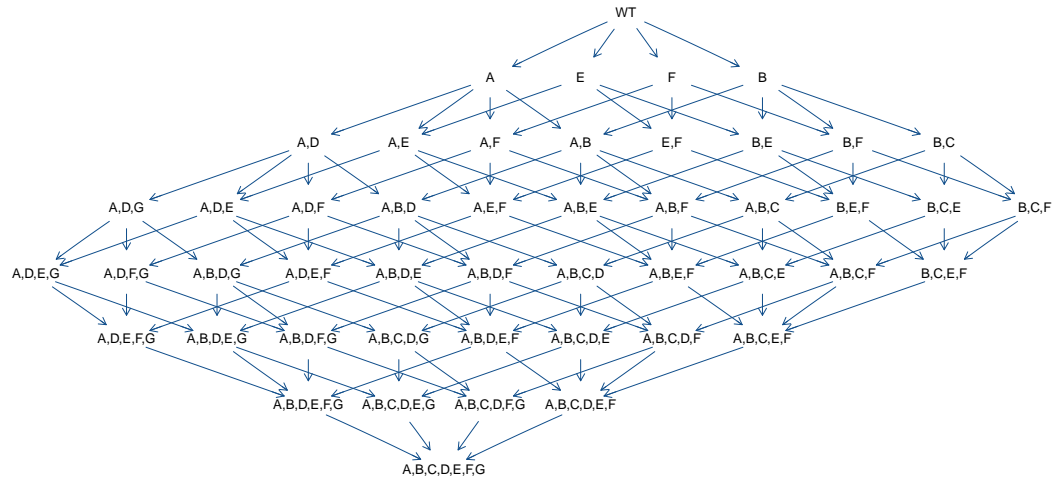 WT
A E F B
A,D A,E A,F A,B E,F B,E B,F B,C
A,D,G A,D,E A,D,F A,B,D A,E,F A,B,E A,B,F A,B,C B,E,F B,C,E B,C,F
A,D,E,G A,D,F,G A,B,D,G A,D,E,F A,B,D,E A,B,D,F A,B,C,D A,B,E,F A,B,C,E A,B,C,F B,C,E,F
A,D,E,F,G A,B,D,E,G A,B,D,F,G A,B,C,D,G A,B,D,E,F A,B,C,D,E A,B,C,D,F A,B,C,E,F
A,B,D,E,F,G A,B,C,D,E,G A,B,C,D,F,G A,B,C,D,E,F
A,B,C,D,E,F,G